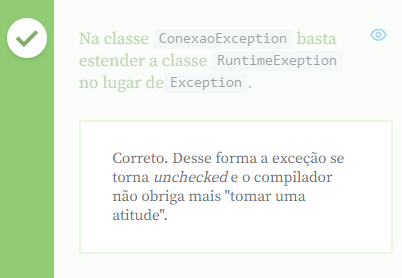 Na classe ConexaoException basta
estender a classe RuntimeExeption
no lugar de Exception.
Correto. Desse forma a exceção se
torna unchecked e o compilador
não obriga mais "tomar uma
atitude".